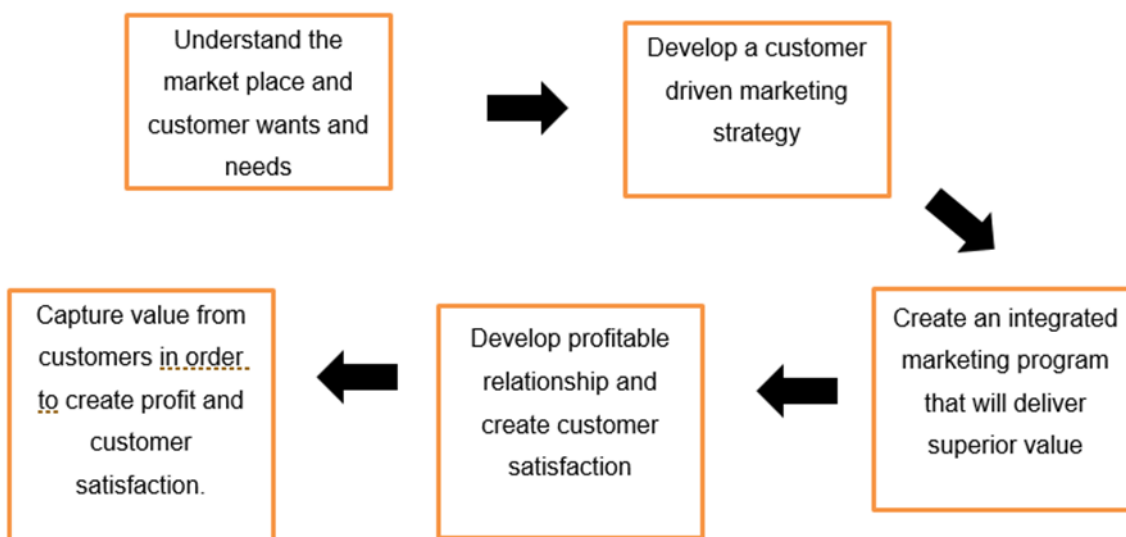 Understand the
market place and
customer wants and
needs
Develop a customer
driven marketing
strategy
Create an integrated
marketing program
that will deliver
superior value
Develop profitable
relationship and
create customer
satisfaction
Capture value from
customers in order
to create profit and
customer
satisfaction.